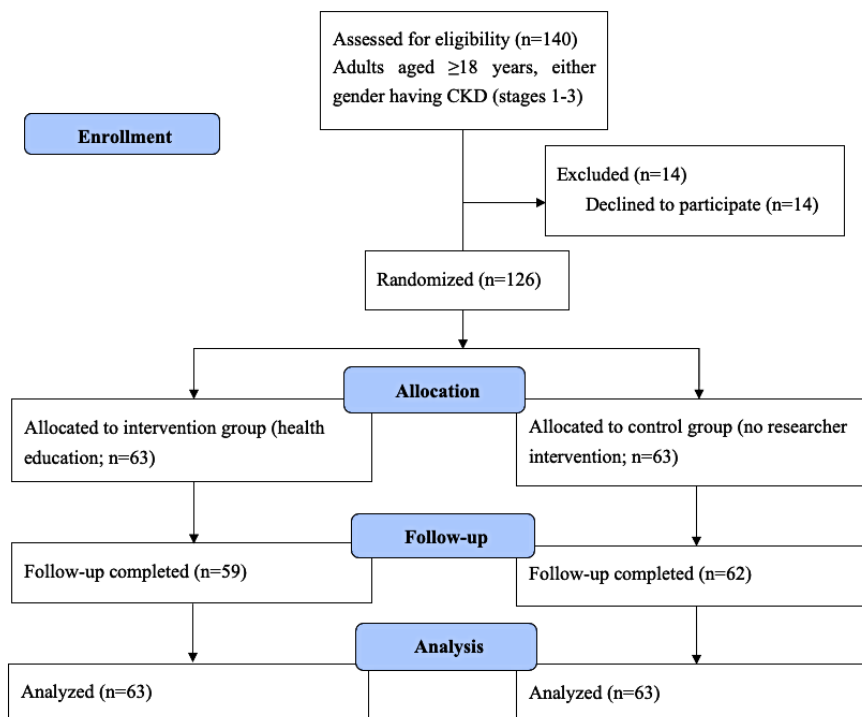 Assessed for eligibility (n=140)
Adults aged ≥18 years, either
gender having CKD (stages 1-3)
Enrollment
Excluded (n=14)
Declined to participate (n=14)
Randomized (n=126)
Allocation
Allocated to intervention group (health
education; n=63)
Allocated to control group (no researcher
intervention; n=63)
Follow-up
Follow-up completed (n=59)
Follow-up completed (n=62)
Analysis
Analyzed (n=63)
Analyzed (n=63)